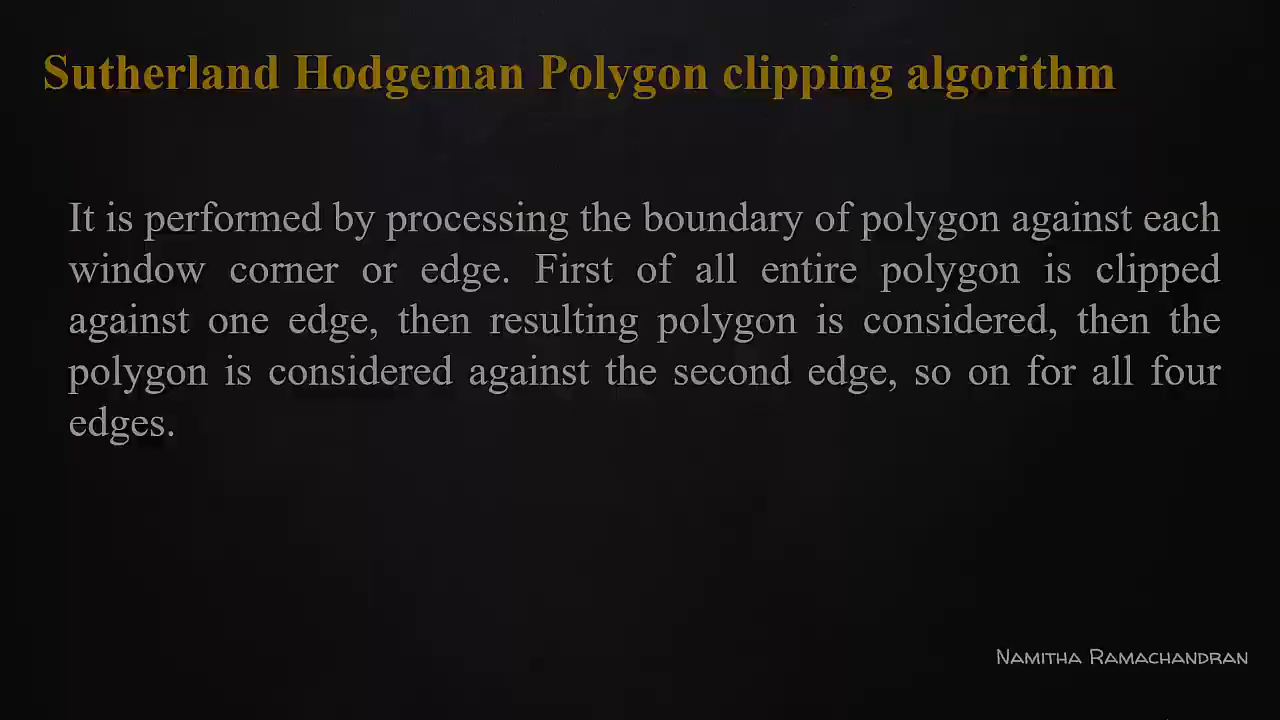 Sutherland Hodgeman Polygon clipping algorithm
It is performed by processing the boundary of polygon against each
window corner or edge. First of all entire polygon is clipped
against one edge, then resulting polygon is considered, then the
polygon is considered against the second edge, so on for all four
edges.
Namitha Ramachandran